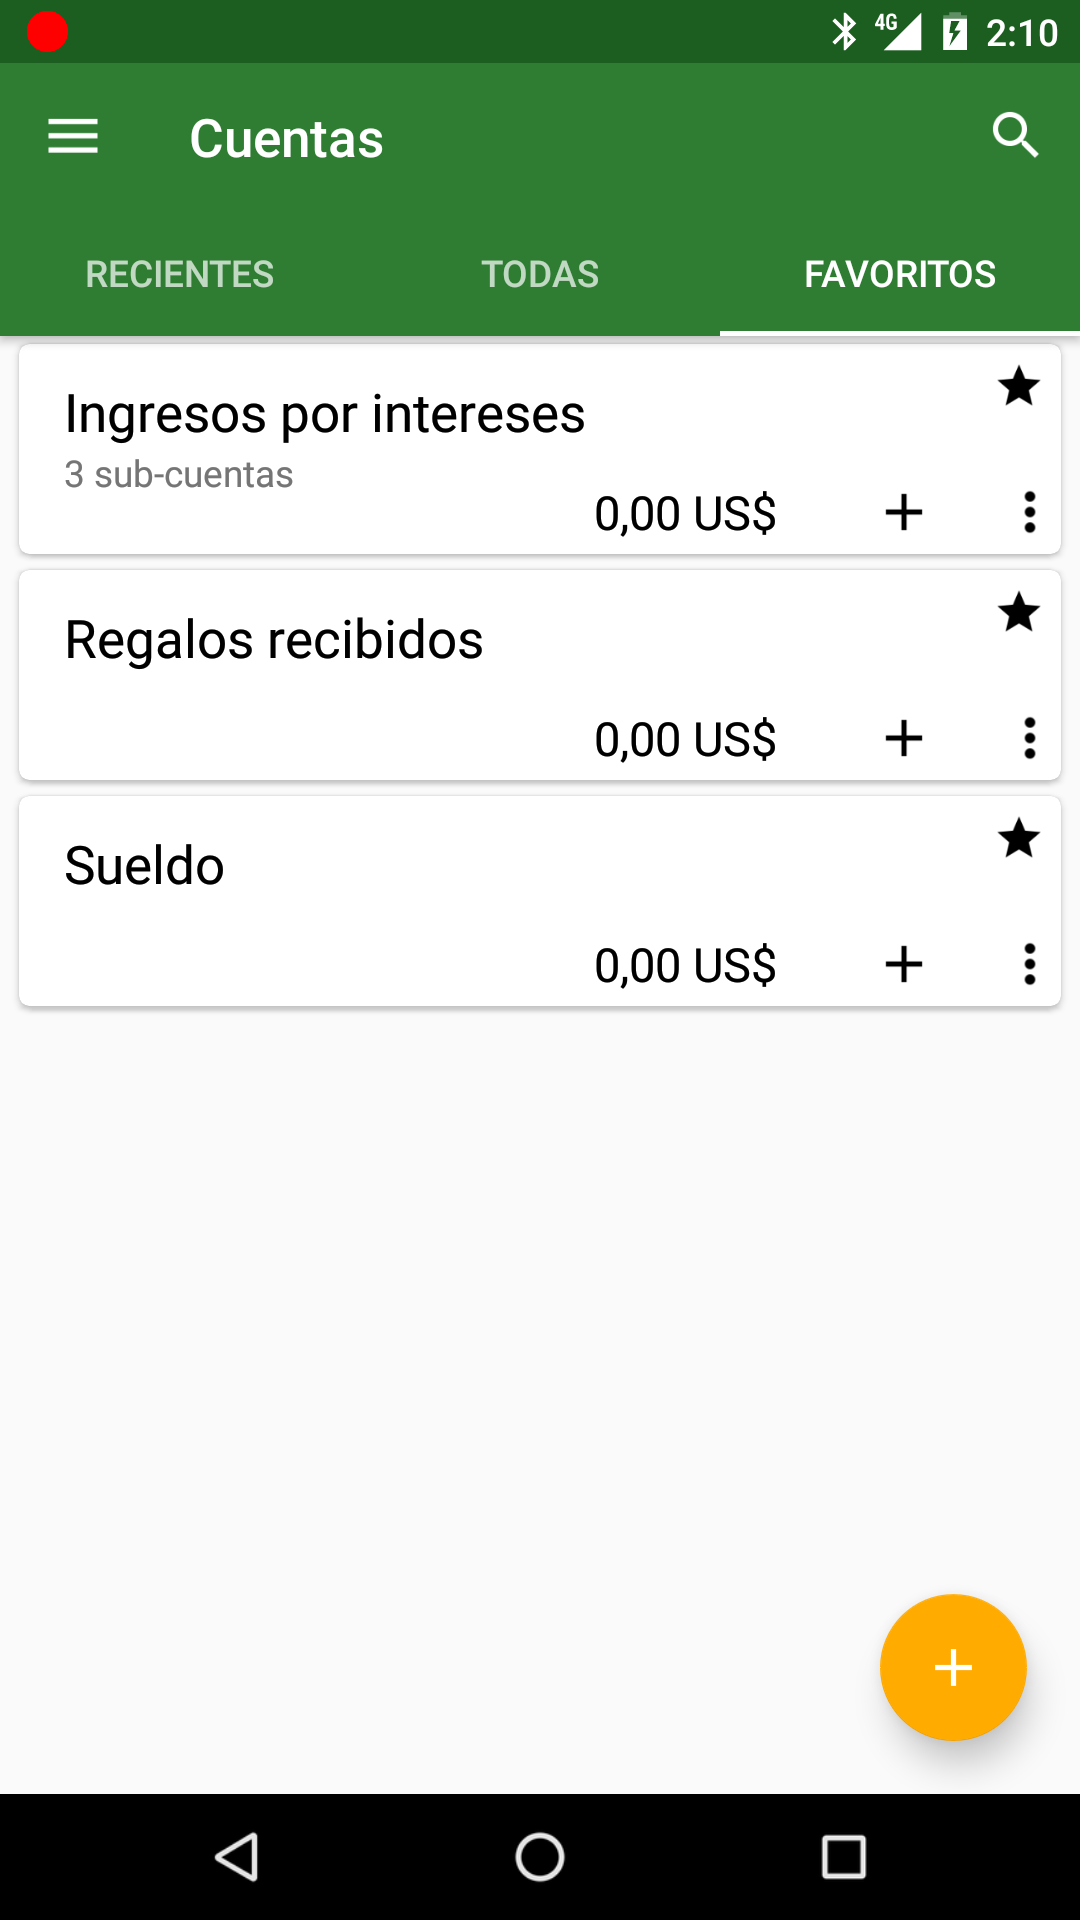 4G 2:10
Cuentas
RECIENTES TODAS FAVORITOS
Ingresos por intereses
3 sub-cuentas
0,00 US$
Regalos recibidos
0,00 US$
Sueldo
0,00 US$